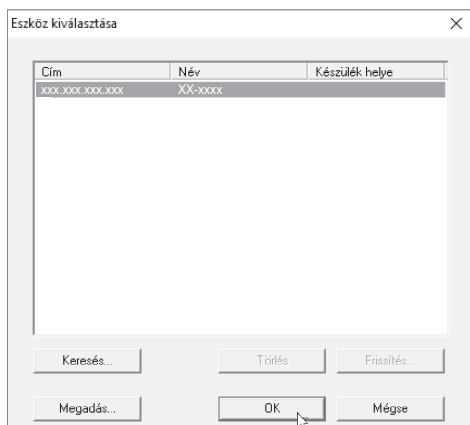 Eszköz kiválasztása
Cím Név Készülék helye
xxx.xxx.xxx.xxx XX-xxxx
Keresés... Törlés Frissítés...
Megadás... OK Mégse